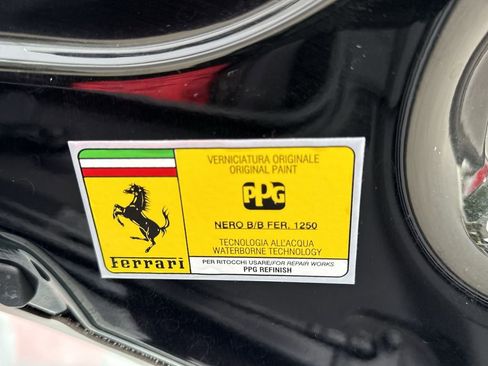 VERNICIATURA ORIGINALE
ORIGINAL PAINT
PPG
NERO B/B FER. 1250
TECNOLOGIA ALL'ACQUA
WATERBORNE TECHNOLOGY
Ferrari
PER RITOCCHI USARE/FOR REPAIR WORKS
PPG REFINISH